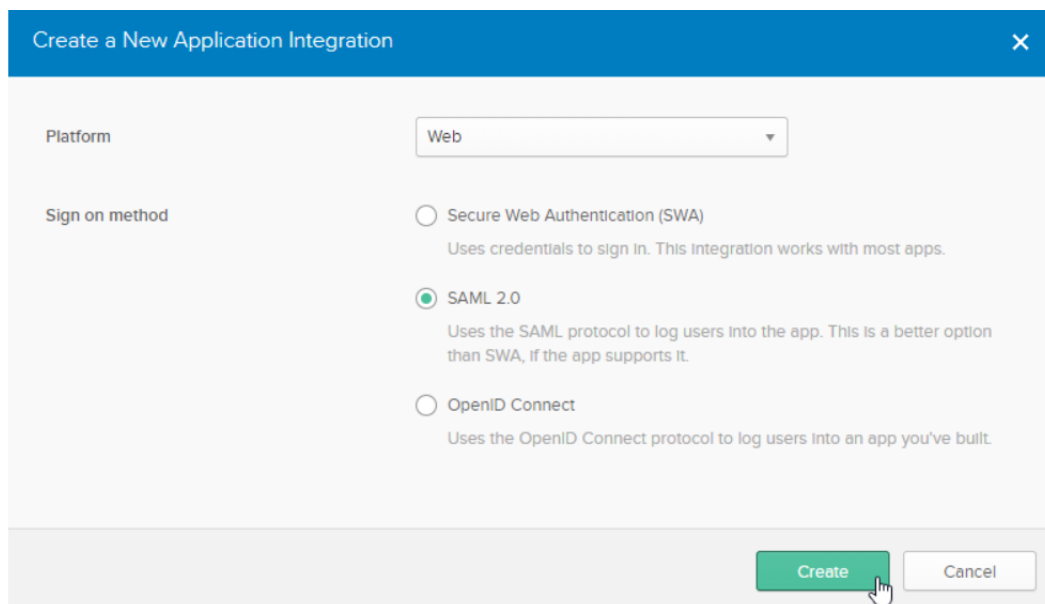 Create a New Application Integration
Platform
Web
Sign on method
Secure Web Authentication (SWA)
Uses credentials to sign in. This integration works with most apps.
SAML 2.0
Uses the SAML protocol to log users into the app. This is a better option
than SWA, if the app supports it.
OpenID Connect
Uses the OpenID Connect protocol to log users into an app you've built.
Create
Cancel